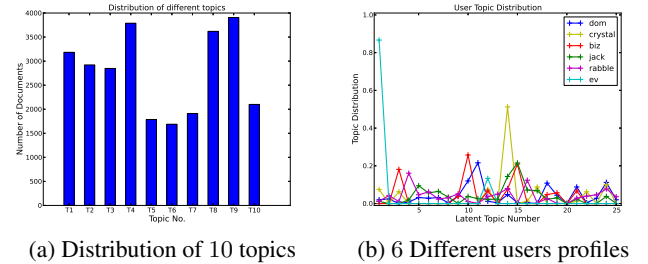 Distribution of different topics
4000
3500
3000
2500
2000
1500
1000
500
0
Number of Documents
T1 T2 T3 T4 T5 T6 T7 T8 T9 T10
Topic No.
(a) Distribution of 10 topics
User Topic Distribution
1.0
0.8
0.6
0.4
0.2
0.0
Topic Distribution
dom
crystal
biz
jack
rabble
ev
5 10 15 20 25
Latent Topic Number
(b) 6 Different users profiles